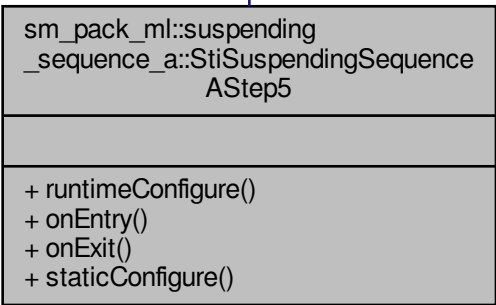 sm_pack_ml::suspending
_sequence_a::StiSuspendingSequence
AStep5
+ runtimeConfigure()
+ onEntry()
+ onExit()
+ staticConfigure()